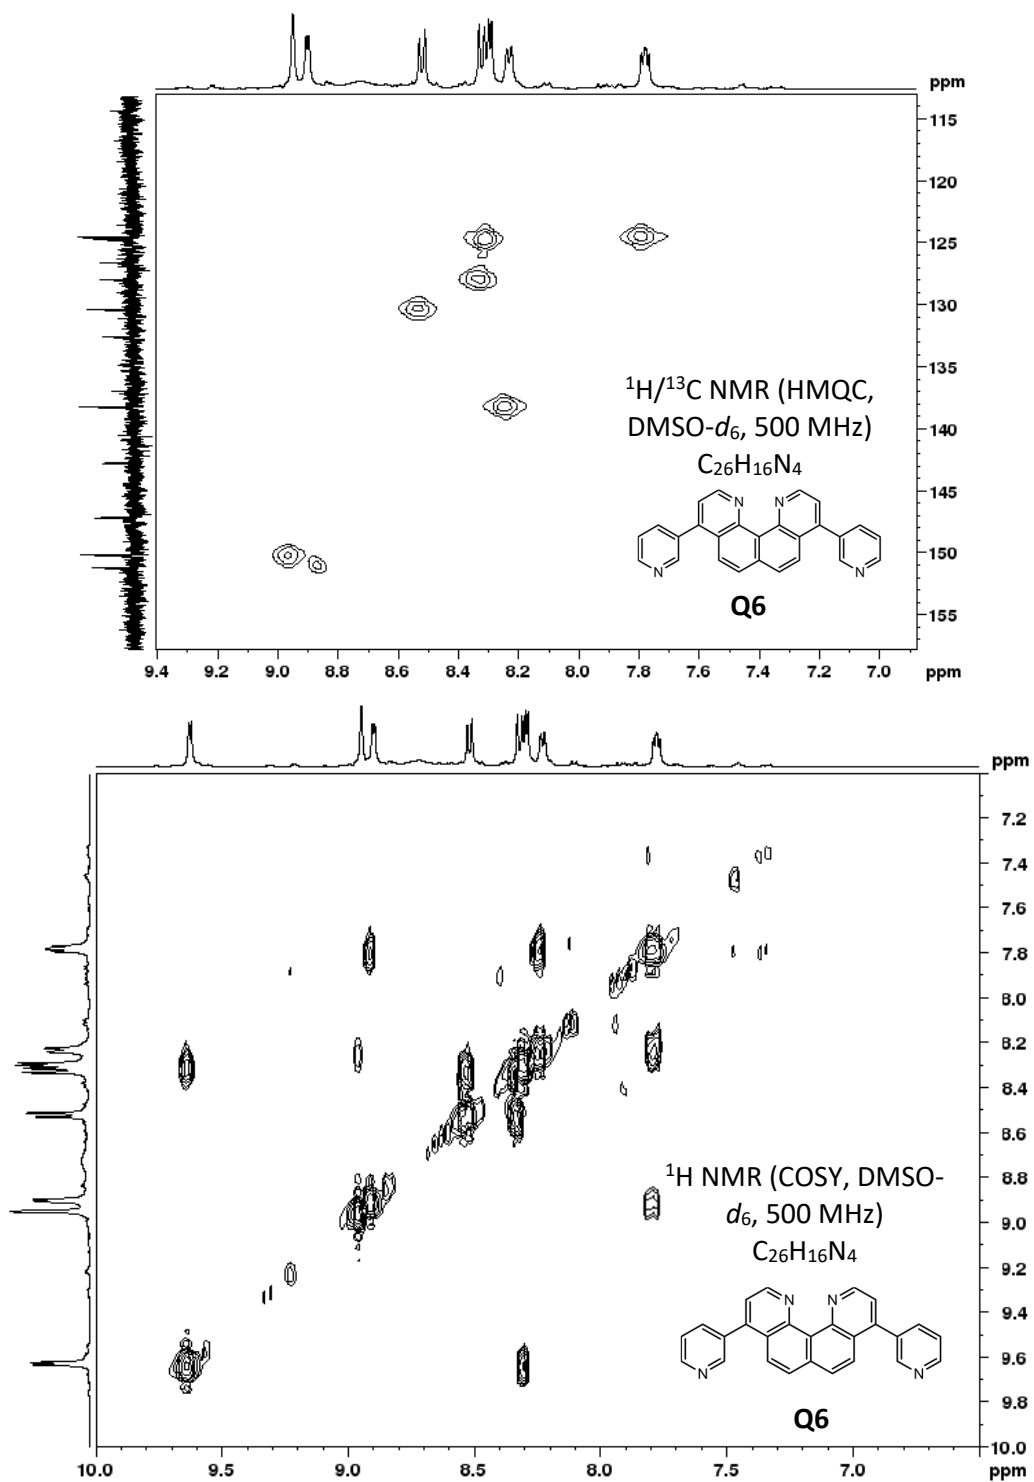 ppm
115
120
125
130
135
140
145
150
155
¹H/¹³C NMR (HMQC,
DMSO-d₆, 500 MHz)
C₂₆H₁₆N₄
N N
N N
Q6
9.4 9.2 9.0 8.8 8.6 8.4 8.2 8.0 7.8 7.6 7.4 7.2 7.0 ppm
ppm
7.2
7.4
7.6
7.8
8.0
8.2
8.4
8.6
8.8
9.0
9.2
9.4
9.6
9.8
10.0
¹H NMR (COSY, DMSO-
d₆, 500 MHz)
C₂₆H₁₆N₄
N N
N N
Q6
10.0 9.5 9.0 8.5 8.0 7.5 7.0 ppm